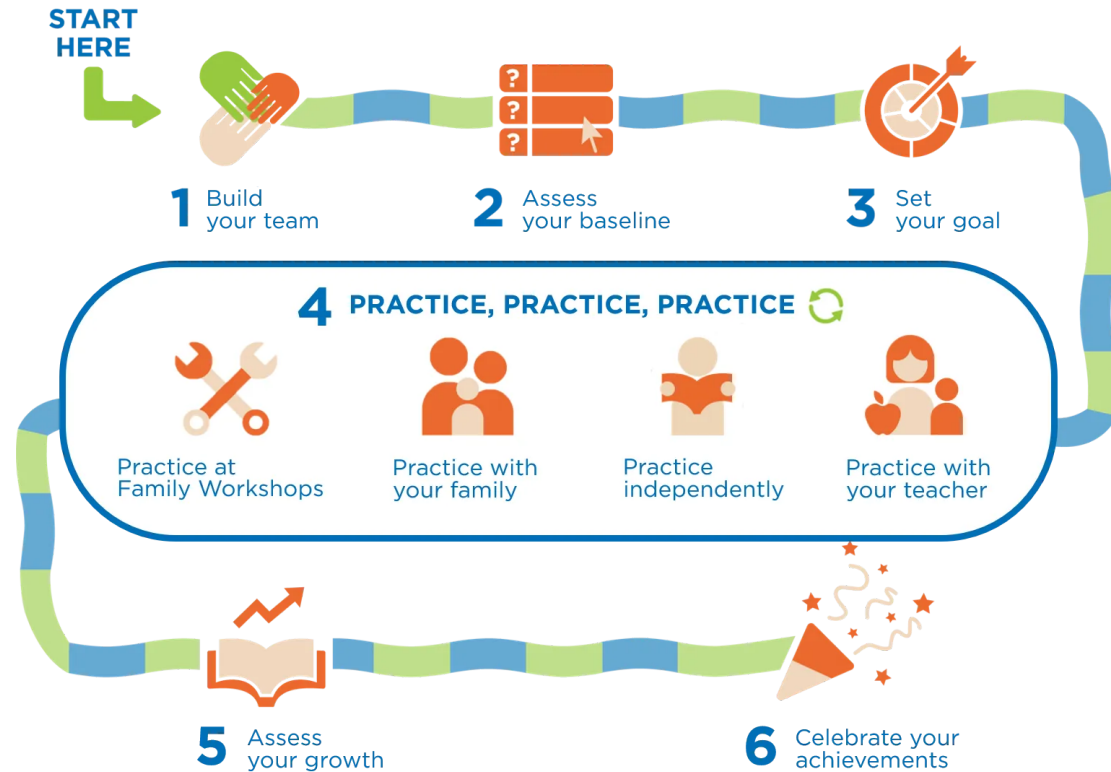 START
HERE
1 Build
your team
2 Assess
your baseline
3 Set
your goal
? 
?
?
4 PRACTICE, PRACTICE, PRACTICE
Practice at
Family Workshops
Practice with
your family
Practice
independently
Practice with
your teacher
5 Assess
your growth
6 Celebrate your
achievements